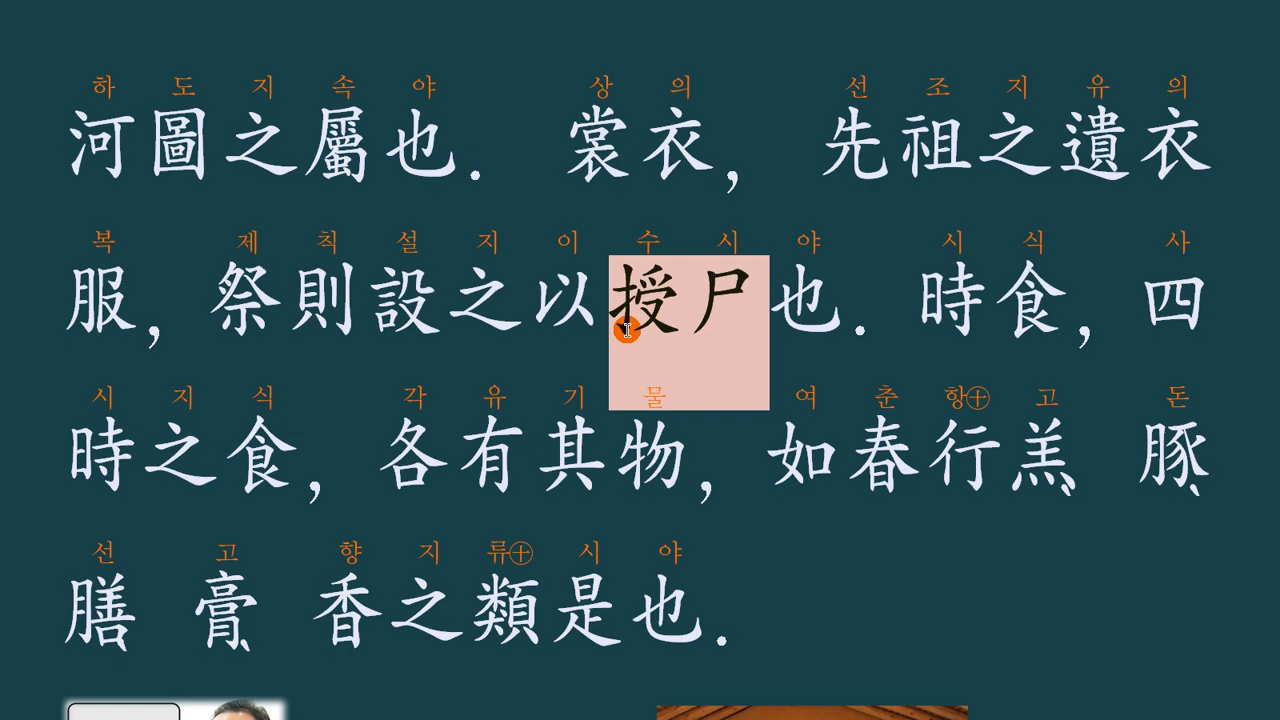 하 도 지 속 야 상 의 선 조 지 유 의
河圖之屬也. 裳衣, 先祖之遺衣
복 제 칙 설 지 이 수 시 야 시 식 사
服, 祭則設之以授尸也. 時食, 四
시 지 식 각 유 기 물 여 춘 항㊉ 고 돈
時之食, 各有其物, 如春行羔、豚、
선 고 향 지 류㊉ 시 야
膳、膏、香之類是也.